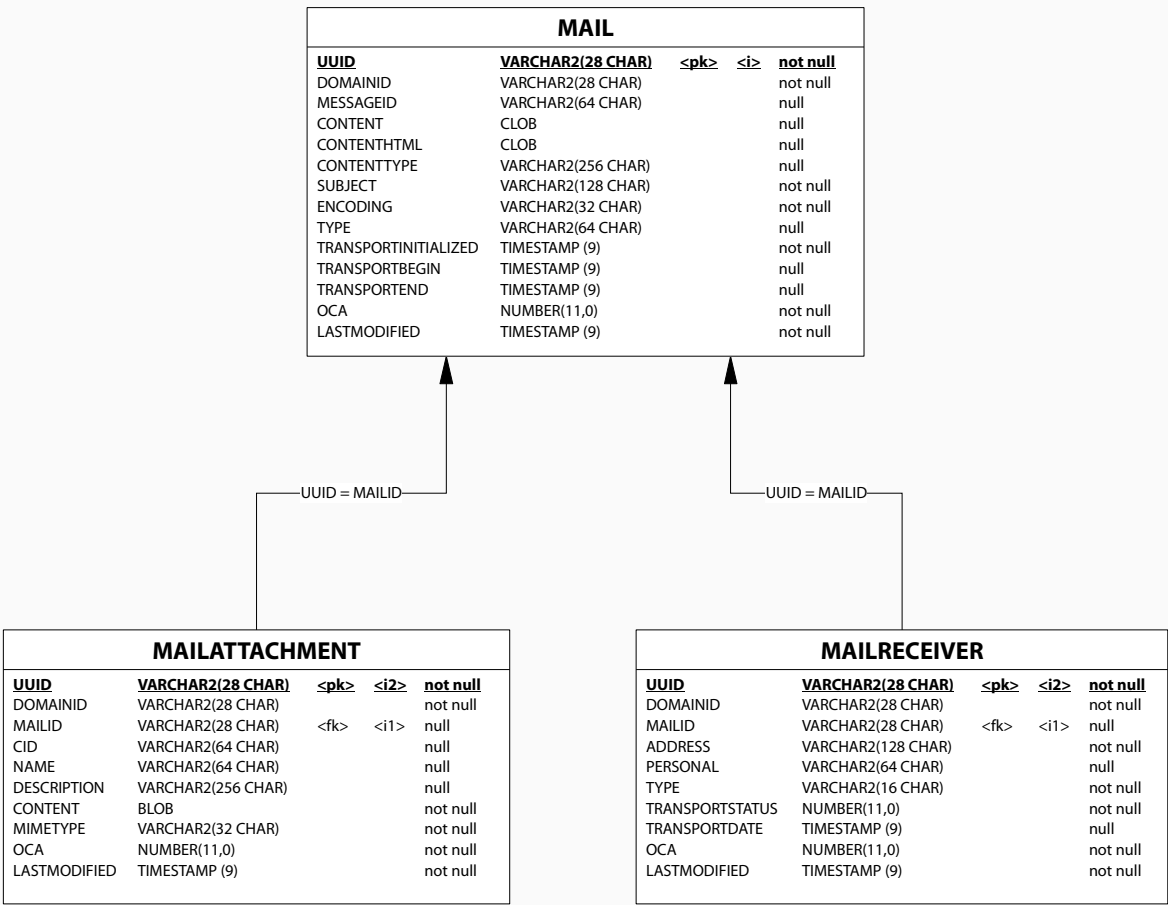 MAIL
UUID VARCHAR2(28 CHAR) <pk> <i> not null
DOMAINID VARCHAR2(28 CHAR) not null
MESSAGEID VARCHAR2(64 CHAR) null
CONTENT CLOB null
CONTENTHTML CLOB null
CONTENTTYPE VARCHAR2(256 CHAR) null
SUBJECT VARCHAR2(128 CHAR) not null
ENCODING VARCHAR2(32 CHAR) not null
TYPE VARCHAR2(64 CHAR) null
TRANSPORTINITIALIZED TIMESTAMP (9) not null
TRANSPORTBEGIN TIMESTAMP (9) null
TRANSPORTEND TIMESTAMP (9) null
OCA NUMBER(11,0) not null
LASTMODIFIED TIMESTAMP (9) not null
UUID = MAILID
UUID = MAILID
MAILATTACHMENT
UUID VARCHAR2(28 CHAR) <pk> <i2> not null
DOMAINID VARCHAR2(28 CHAR) not null
MAILID VARCHAR2(28 CHAR) <fk> <i1> null
CID VARCHAR2(64 CHAR) null
NAME VARCHAR2(64 CHAR) null
DESCRIPTION VARCHAR2(256 CHAR) null
CONTENT BLOB not null
MIMETYPE VARCHAR2(32 CHAR) not null
OCA NUMBER(11,0) not null
LASTMODIFIED TIMESTAMP (9) not null
MAILRECEIVER
UUID VARCHAR2(28 CHAR) <pk> <i2> not null
DOMAINID VARCHAR2(28 CHAR) not null
MAILID VARCHAR2(28 CHAR) <fk> <i1> null
ADDRESS VARCHAR2(128 CHAR) not null
PERSONAL VARCHAR2(64 CHAR) null
TYPE VARCHAR2(16 CHAR) not null
TRANSPORTSTATUS NUMBER(11,0) not null
TRANSPORTDATE TIMESTAMP (9) null
OCA NUMBER(11,0) not null
LASTMODIFIED TIMESTAMP (9) not null